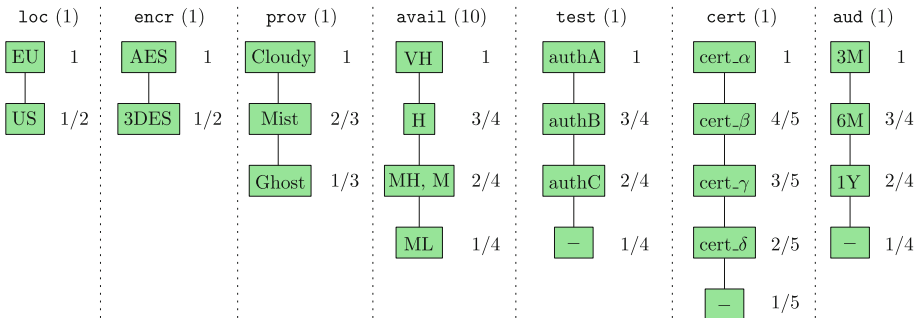 loc (1) encr (1) prov (1) avail (10) test (1) cert (1) aud (1)
EU 1 AES 1 Cloudy 1 VH 1 authA 1 cert_α 1 3M 1
US 1/2 3DES 1/2 Mist 2/3 H 3/4 authB 3/4 cert_β 4/5 6M 3/4
Ghost 1/3 MH, M 2/4 authC 2/4 cert_γ 3/5 1Y 2/4
ML 1/4 – 1/4 cert_δ 2/5 – 1/4
– 1/5